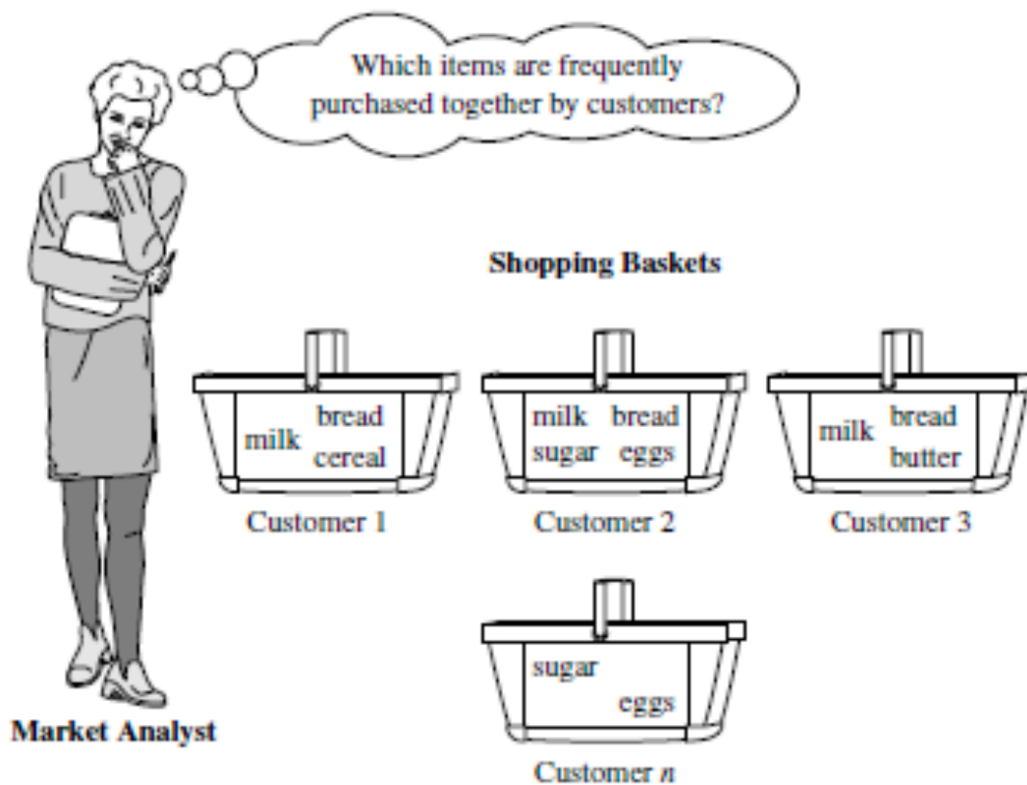 Which items are frequently
purchased together by customers?
Shopping Baskets
milk
bread
cereal
Customer 1
milk bread
sugar eggs
Customer 2
milk
bread
butter
Customer 3
sugar
eggs
Customer n
Market Analyst